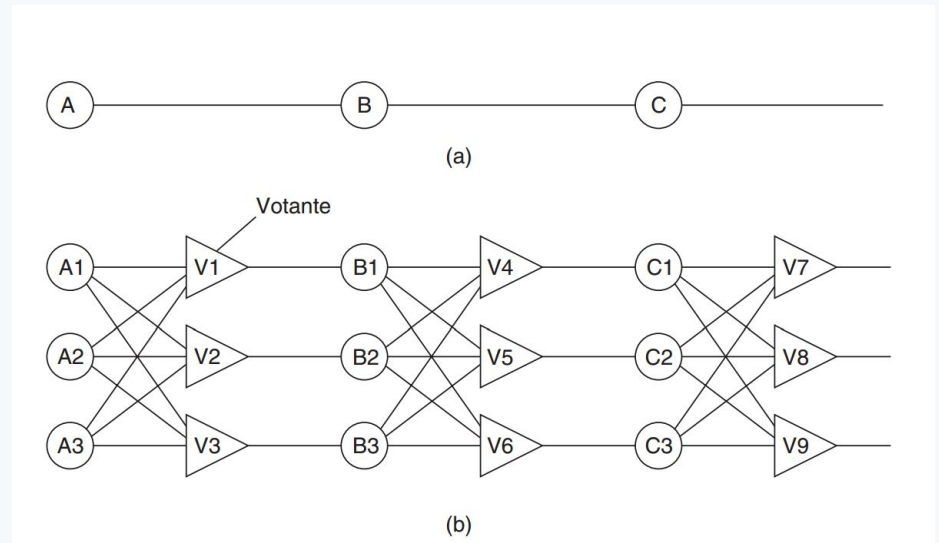 A B C
(a)
Votante
A1 V1 B1 V4 C1 V7
A2 V2 B2 V5 C2 V8
A3 V3 B3 V6 C3 V9
(b)